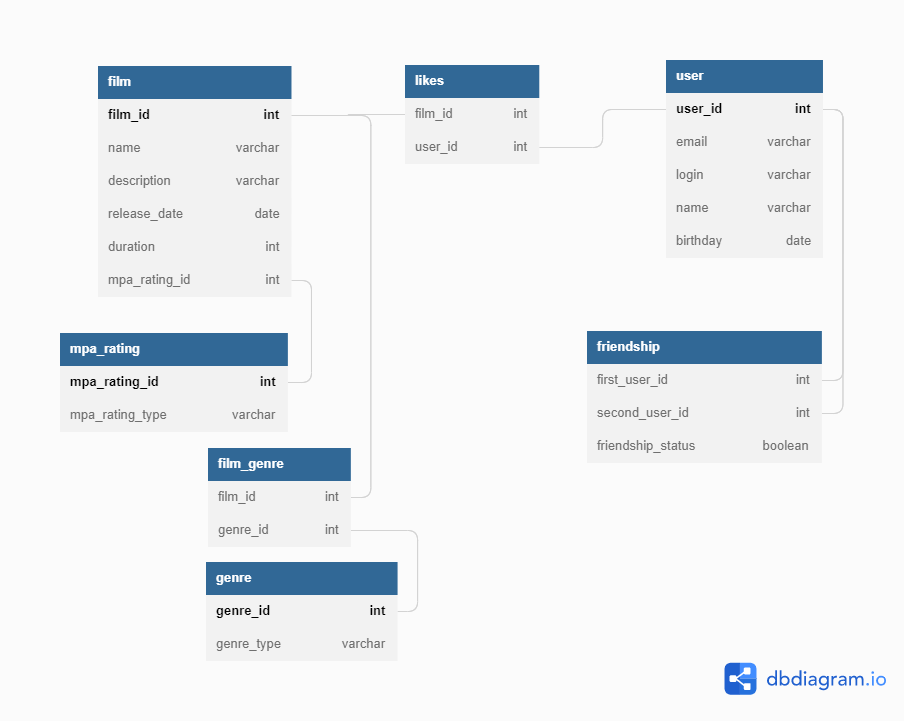 film
film_id int
name varchar
description varchar
release_date date
duration int
mpa_rating_id int
likes
film_id int
user_id int
user
user_id int
email varchar
login varchar
name varchar
birthday date
mpa_rating
mpa_rating_id int
mpa_rating_type varchar
friendship
first_user_id int
second_user_id int
friendship_status boolean
film_genre
film_id int
genre_id int
genre
genre_id int
genre_type varchar
dbdiagram.io